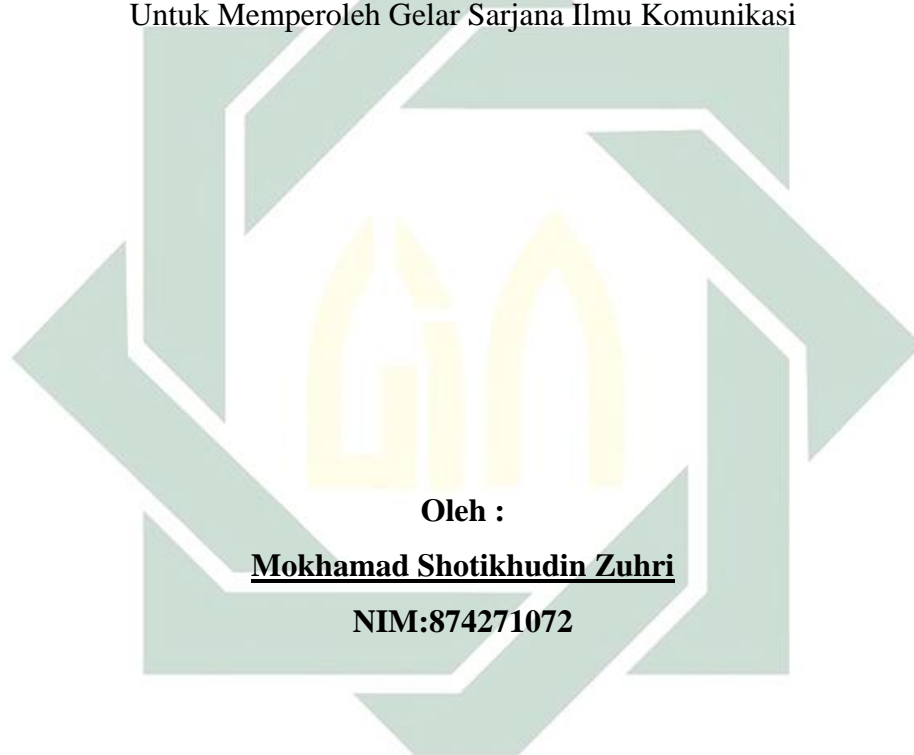 Untuk Memperoleh Gelar Sarjana Ilmu Komunikasi
Oleh :
Mokhamad Shotikhudin Zuhri
NIM:874271072